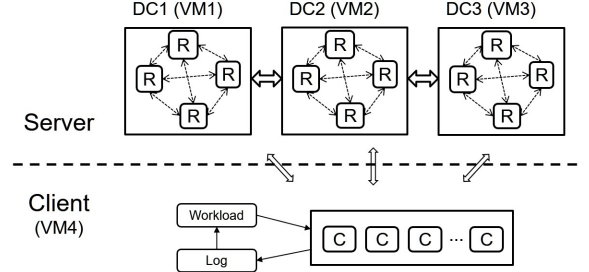 DC1 (VM1) DC2 (VM2) DC3 (VM3)
R R R
R R R R R R
R R R
Server
Client
(VM4)
Workload
C C C ... C
Log